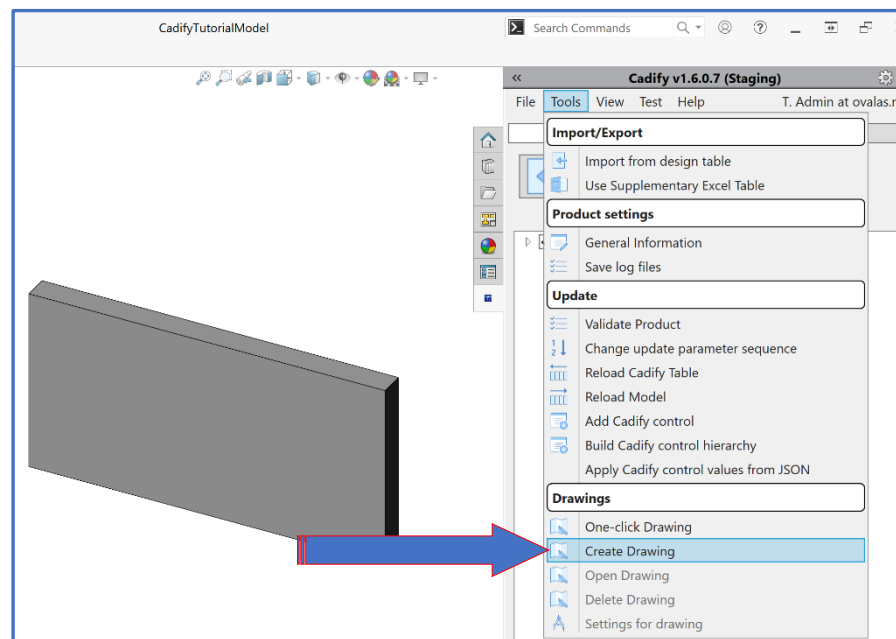 CadifyTutorialModel
Search Commands
Cadify v1.6.0.7 (Staging)
File Tools View Test Help T. Admin at ovalas.
Import/Export
Import from design table
Use Supplementary Excel Table
Product settings
General Information
Save log files
Update
Validate Product
Change update parameter sequence
Reload Cadify Table
Reload Model
Add Cadify control
Build Cadify control hierarchy
Apply Cadify control values from JSON
Drawings
One-click Drawing
Create Drawing
Open Drawing
Delete Drawing
Settings for drawing